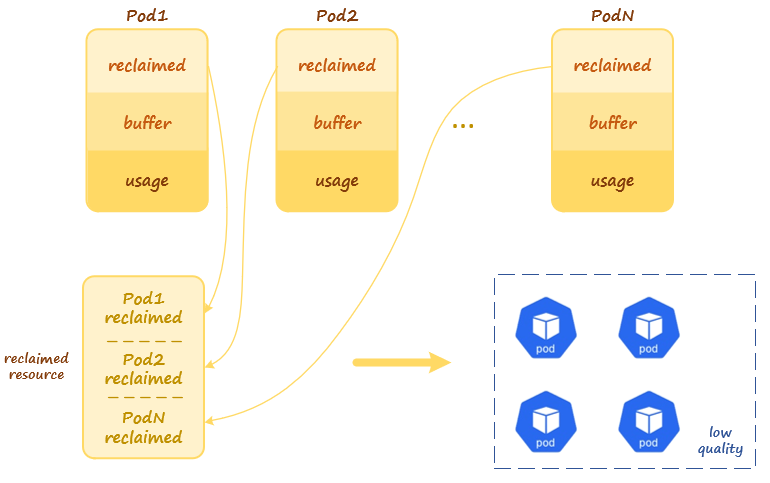 Pod1
Pod2
PodN
reclaimed
reclaimed
reclaimed
buffer
buffer
...
buffer
usage
usage
usage
Pod1
reclaimed
reclaimed
resource
Pod2
reclaimed
PodN
reclaimed
pod
pod
pod
pod
low
quality